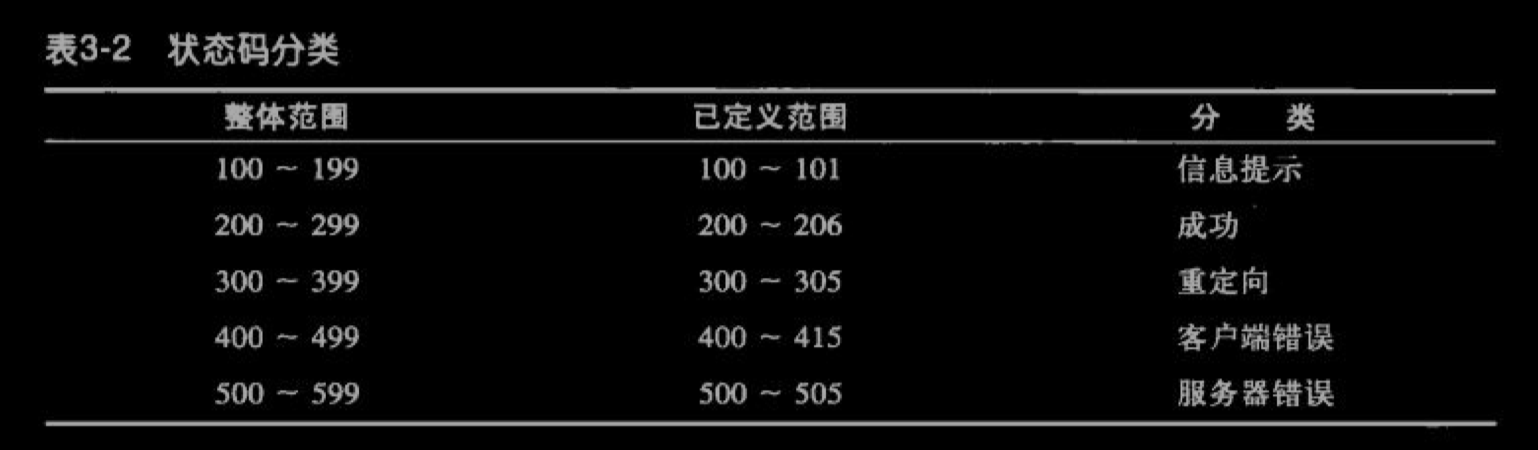 表3-2 状态码分类
整体范围 已定义范围 分 类
100 ~ 199 100 ~ 101 信息提示
200 ~ 299 200 ~ 206 成功
300 ~ 399 300 ~ 305 重定向
400 ~ 499 400 ~ 415 客户端错误
500 ~ 599 500 ~ 505 服务器错误